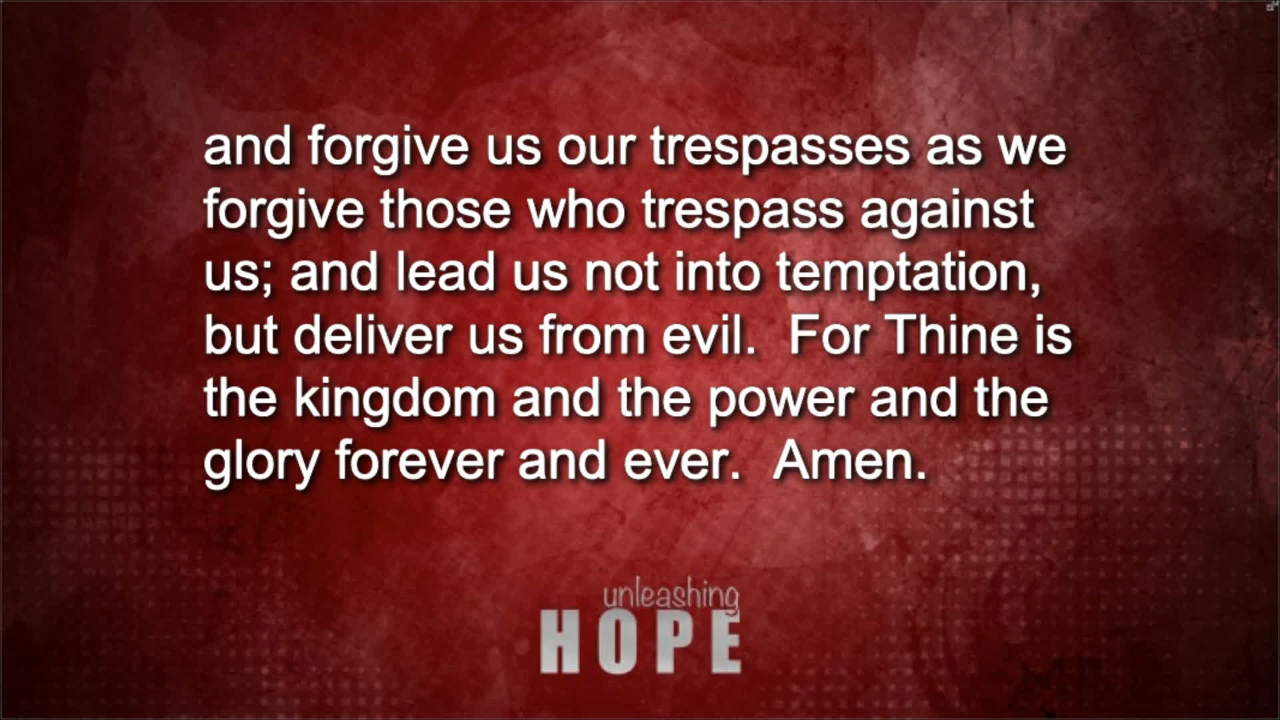 and forgive us our trespasses as we
forgive those who trespass against
us; and lead us not into temptation,
but deliver us from evil.  For Thine is
the kingdom and the power and the
glory forever and ever.  Amen.
unleashing
HOPE